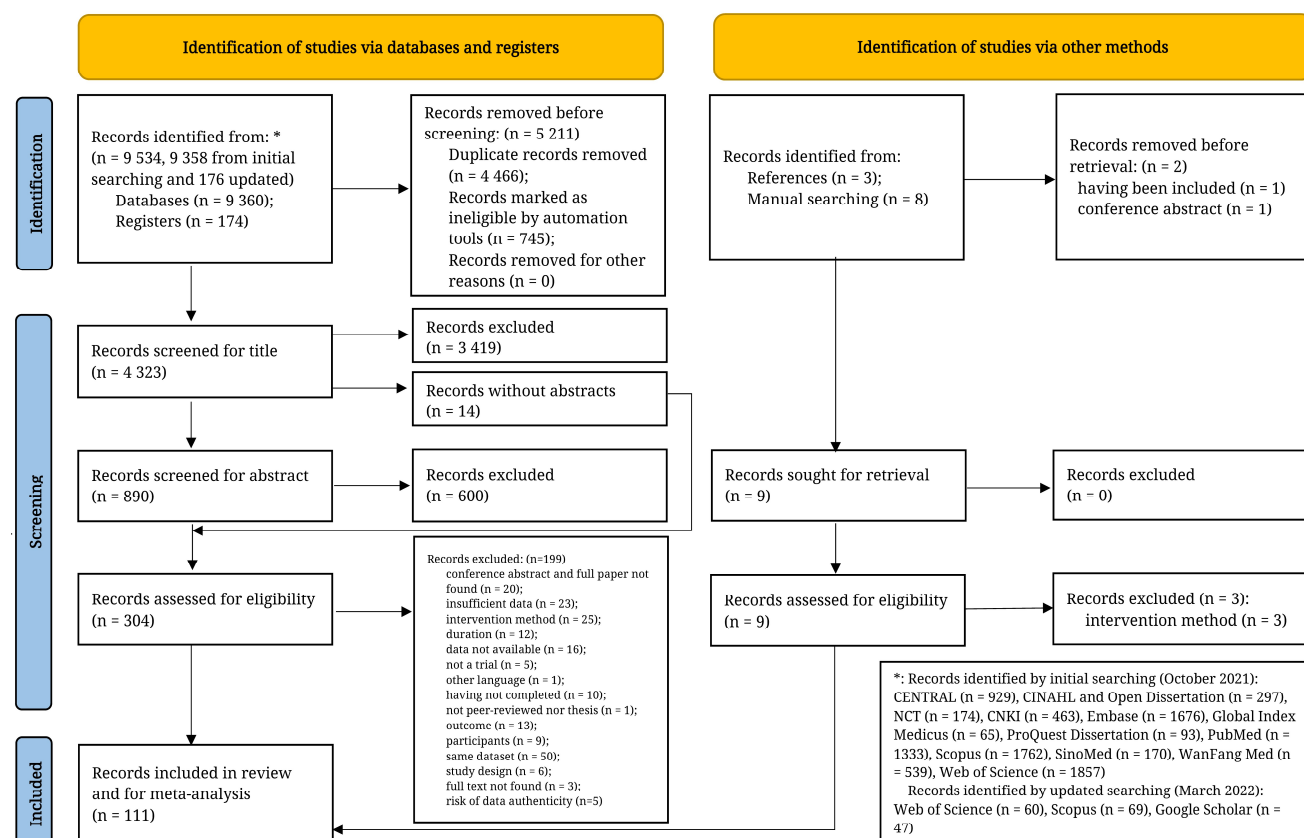 Identification of studies via databases and registers
Identification of studies via other methods
Identification
Records identified from: *
(n = 9 534, 9 358 from initial
searching and 176 updated)
Databases (n = 9 360);
Registers (n = 174)
Records removed before
screening: (n = 5 211)
Duplicate records removed
(n = 4 466);
Records marked as
ineligible by automation
tools (n = 745);
Records removed for other
reasons (n = 0)
Records identified from:
References (n = 3);
Manual searching (n = 8)
Records removed before
retrieval: (n = 2)
having been included (n = 1)
conference abstract (n = 1)
Screening
Records screened for title
(n = 4 323)
Records excluded
(n = 3 419)
Records without abstracts
(n = 14)
Records screened for abstract
(n = 890)
Records excluded
(n = 600)
Records sought for retrieval
(n = 9)
Records excluded
(n = 0)
Records assessed for eligibility
(n = 304)
Records excluded: (n=199)
conference abstract and full paper not
found (n = 20);
insufficient data (n = 23);
intervention method (n = 25);
duration (n = 12);
data not available (n = 16);
not a trial (n = 5);
other language (n = 1);
having not completed (n = 10);
not peer-reviewed nor thesis (n = 1);
outcome (n = 13);
participants (n = 9);
same dataset (n = 50);
study design (n = 6);
full text not found (n = 3);
risk of data authenticity (n=5)
Records assessed for eligibility
(n = 9)
Records excluded (n = 3):
intervention method (n = 3)
Included
Records included in review
and for meta-analysis
(n = 111)
*: Records identified by initial searching (October 2021):
CENTRAL (n = 929), CINAHL and Open Dissertation (n = 297),
NCT (n = 174), CNKI (n = 463), Embase (n = 1676), Global Index
Medicus (n = 65), ProQuest Dissertation (n = 93), PubMed (n =
1333), Scopus (n = 1762), SinoMed (n = 170), WanFang Med (n
= 539), Web of Science (n = 1857)
Records identified by updated searching (March 2022):
Web of Science (n = 60), Scopus (n = 69), Google Scholar (n =
47)